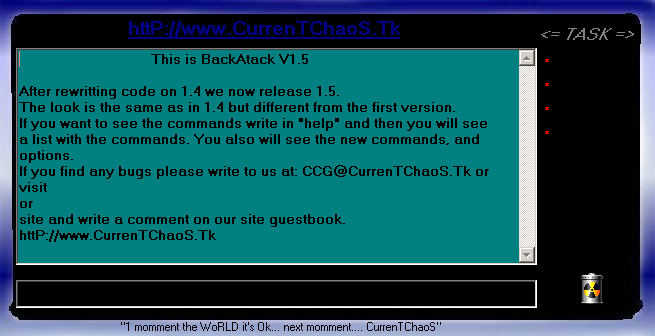 httP://www.CurrenTChaoS.Tk
<= TASK =>
This is BackAtack V1.5
After rewritting code on 1.4 we now release 1.5.
The look is the same as in 1.4 but different from the first version.
If you want to see the commands write in "help" and then you will see
a list with the commands. You also will see the new commands, and
options.
If you find any bugs please write to us at: CCG@CurrenTChaoS.Tk or
visit
or
site and write a comment on our site guestbook.
httP://www.CurrenTChaoS.Tk
"1 momment the WoRLD it's Ok... next momment.... CurrenTChaoS"